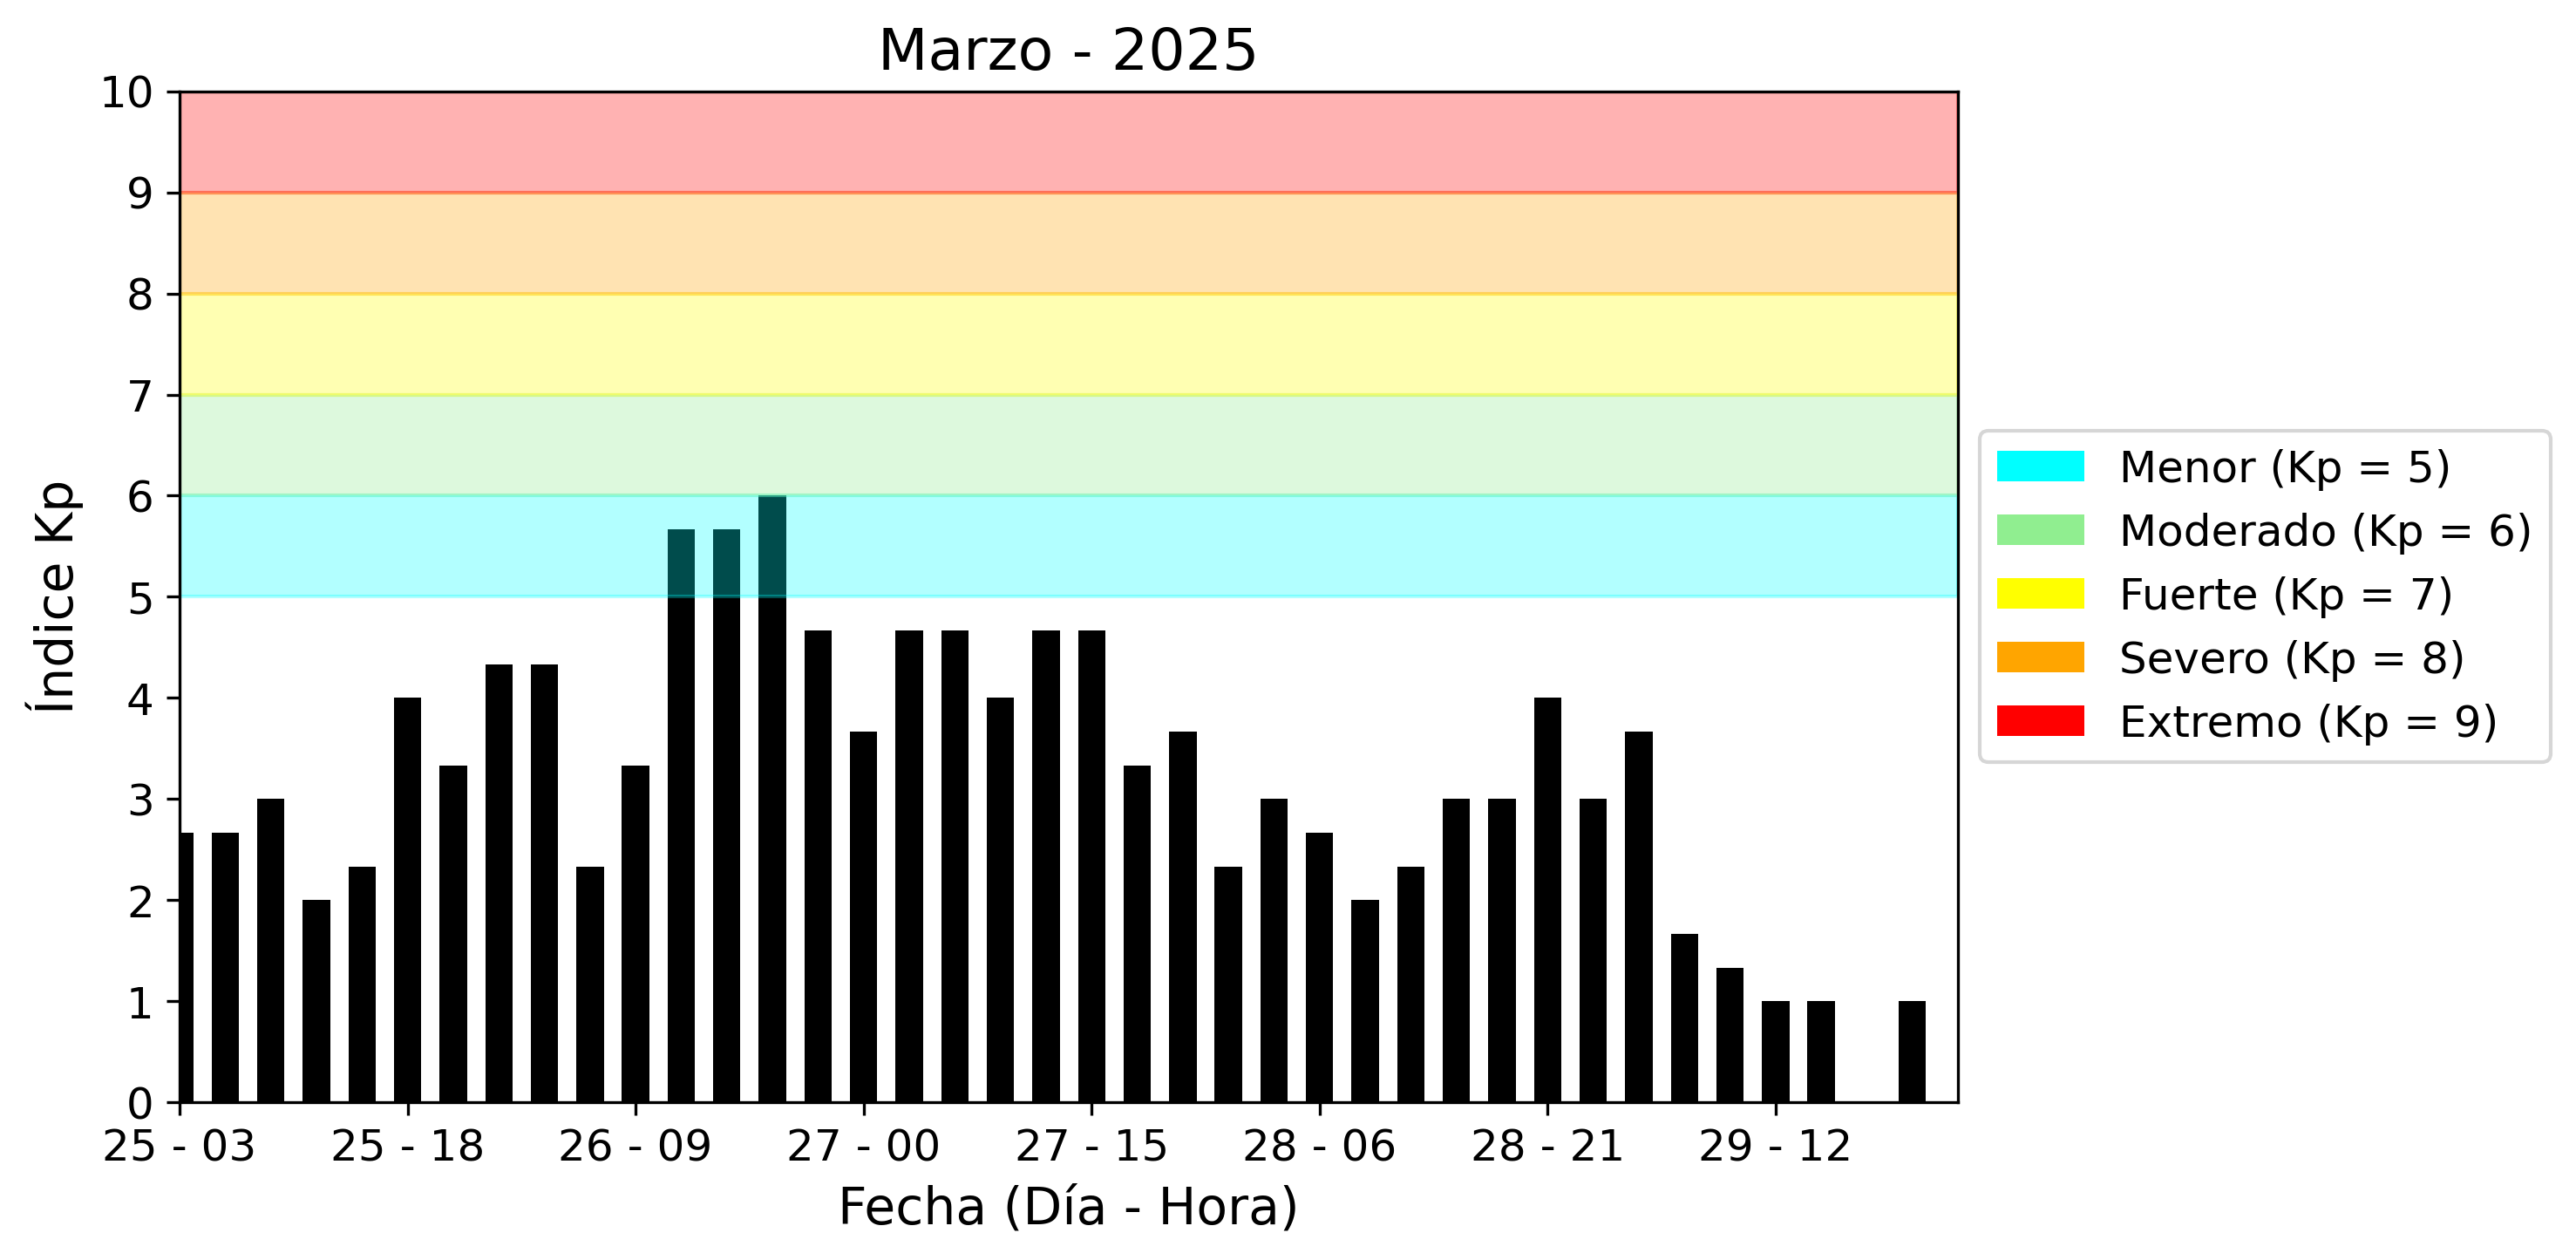 Marzo - 2025
10
9
8
7
6
5
4
3
2
1
0
Índice Kp
25 - 03 25 - 18 26 - 09 27 - 00 27 - 15 28 - 06 28 - 21 29 - 12
Fecha (Día - Hora)
Menor (Kp = 5)
Moderado (Kp = 6)
Fuerte (Kp = 7)
Severo (Kp = 8)
Extremo (Kp = 9)